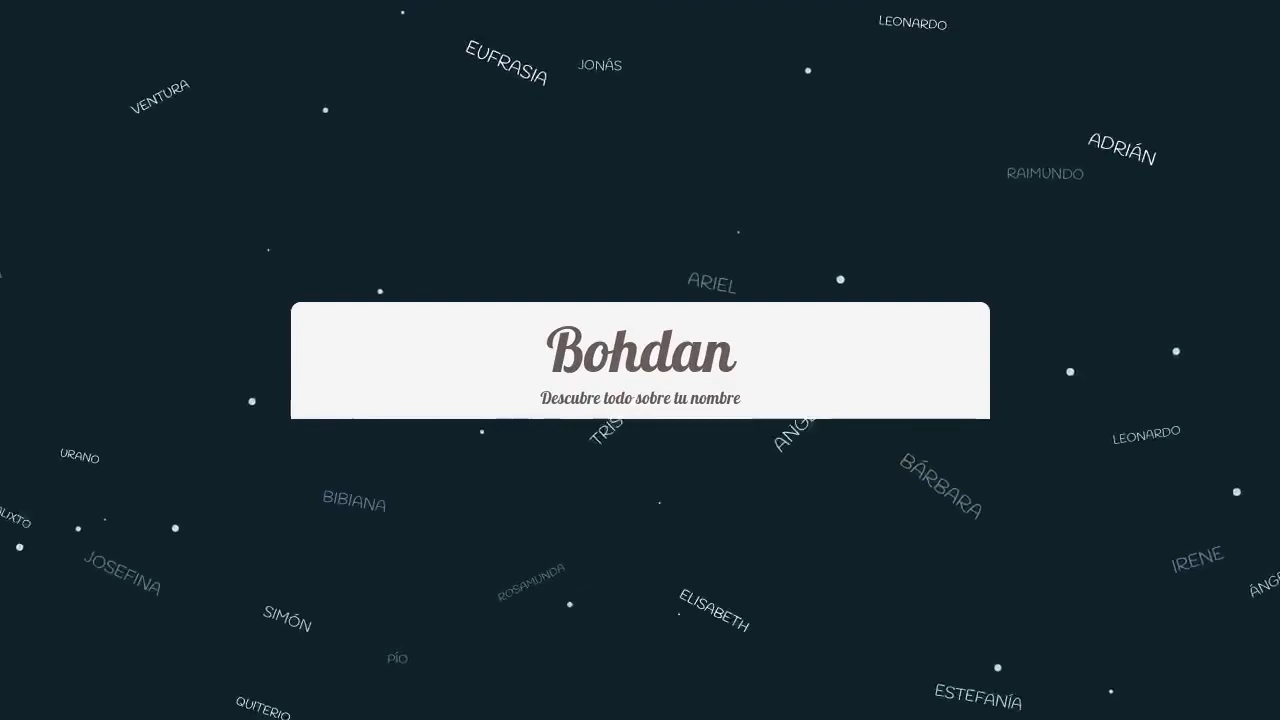 LEONARDO
EUFRASIA
JONÁS
VENTURA
ADRIÁN
RAIMUNDO
ARIEL
Bohdan
Descubre todo sobre tu nombre
LEONARDO
URANO
BÁRBARA
BIBIANA
IRENE
JOSEFINA
ROSAMUNDA
ELISABETH
SIMÓN
PÍO
ESTEFANÍA
QUITERIO